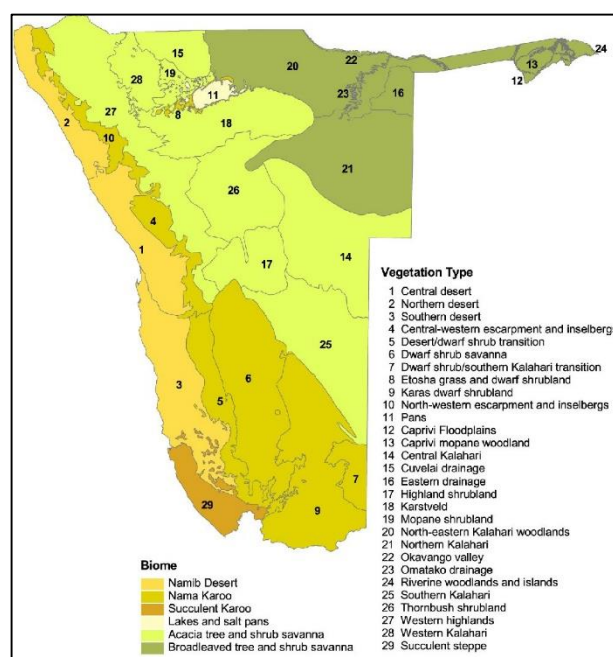 15
20
22
24
28
19
13
11
23
16
12
8
27
18
2
10
21
26
4
1
17
14
25
3
6
5
7
29
9
Vegetation Type
1 Central desert
2 Northern desert
3 Southern desert
4 Central-western escarpment and inselbergs
5 Desert/dwarf shrub transition
6 Dwarf shrub savanna
7 Dwarf shrub/southern Kalahari transition
8 Etosha grass and dwarf shrubland
9 Karas dwarf shrubland
10 North-western escarpment and inselbergs
11 Pans
12 Caprivi Floodplains
13 Caprivi mopane woodland
14 Central Kalahari
15 Cuvelai drainage
16 Eastern drainage
17 Highland shrubland
18 Karstveld
19 Mopane shrubland
20 North-eastern Kalahari woodlands
21 Northern Kalahari
22 Okavango valley
23 Omatako drainage
24 Riverine woodlands and islands
25 Southern Kalahari
26 Thornbush shrubland
27 Western highlands
28 Western Kalahari
29 Succulent steppe
Biome
Namib Desert
Nama Karoo
Succulent Karoo
Lakes and salt pans
Acacia tree and shrub savanna
Broadleaved tree and shrub savanna